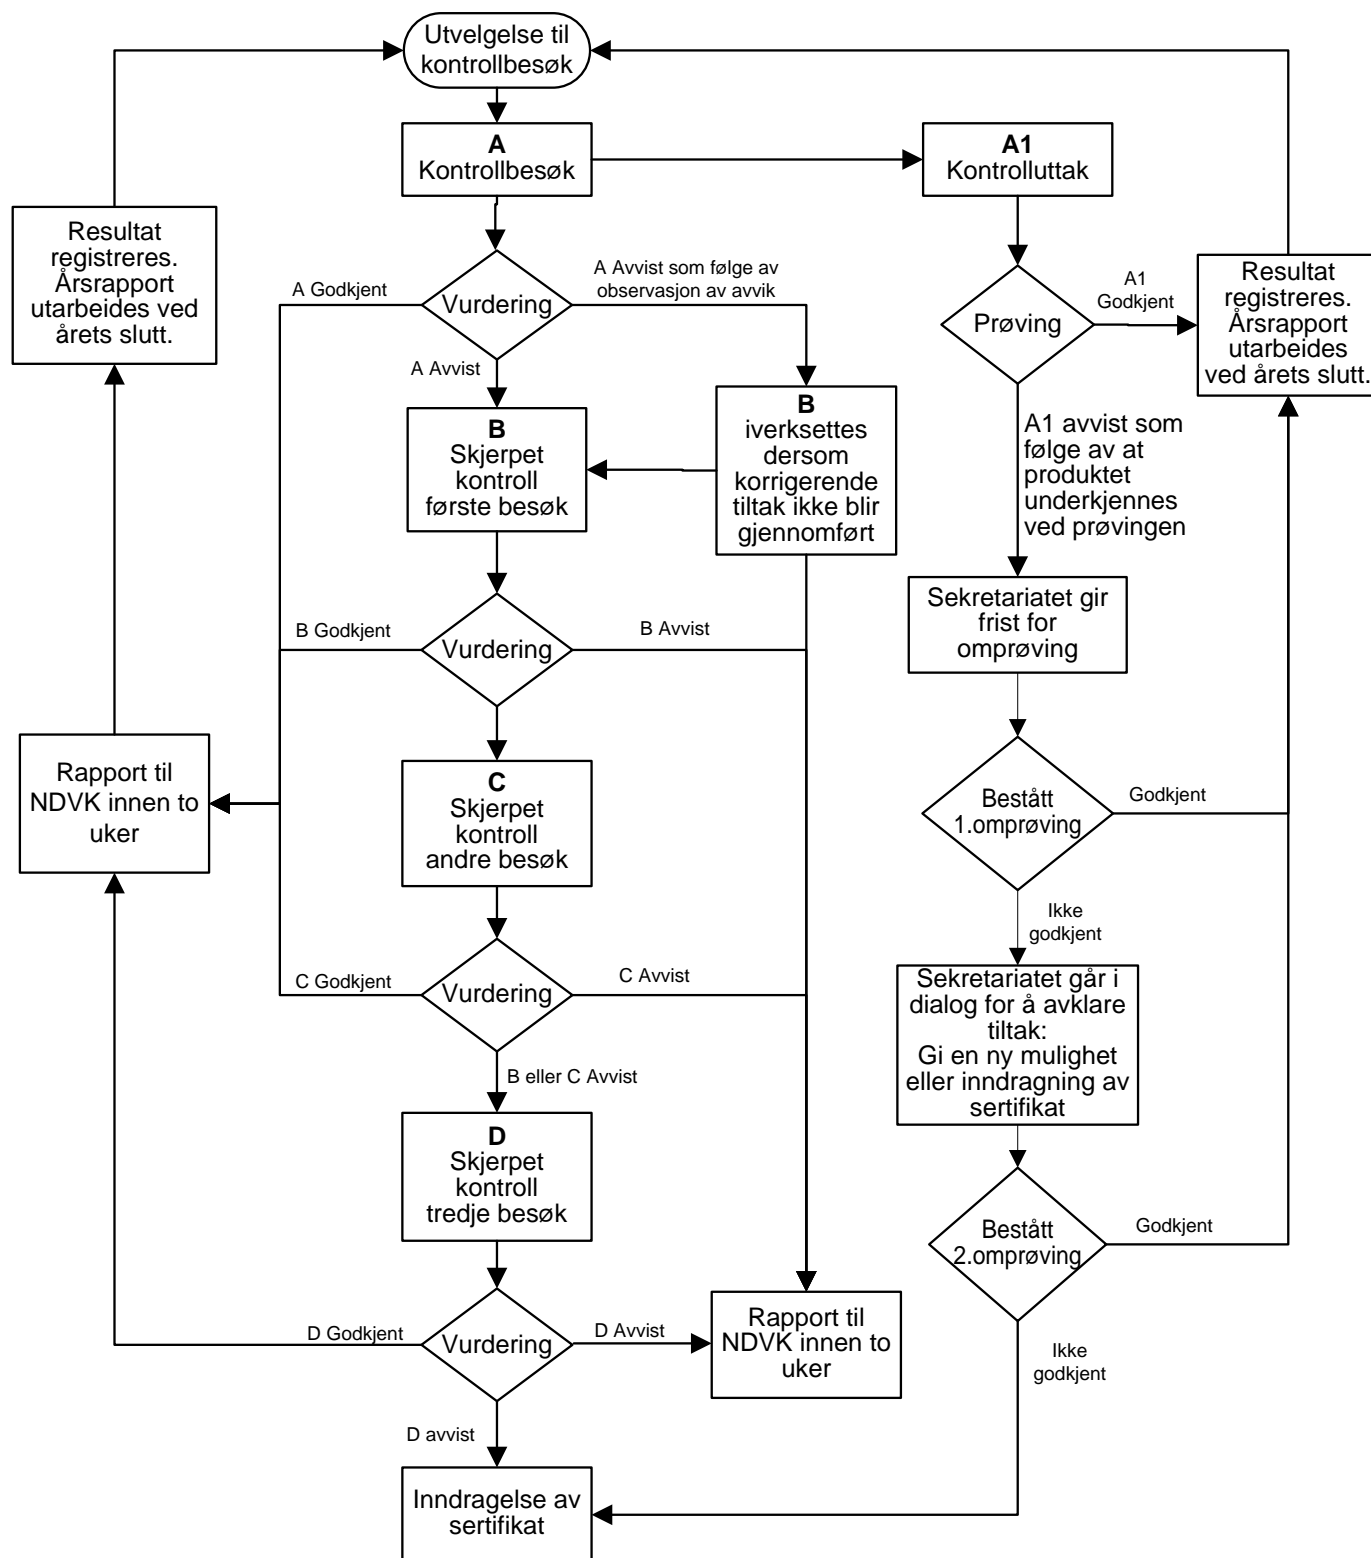 Utvelgelse til
kontrollbesøk
A
Kontrollbesøk
A1
Kontrolluttak
Resultat
registreres.
Årsrapport
utarbeides ved
årets slutt.
A Godkjent
Vurdering
A Avvist som følge av
observasjon av avvik
A Avvist
Prøving
A1
Godkjent
Resultat
registreres.
Årsrapport
utarbeides
ved årets slutt.
B
Skjerpet
kontroll
første besøk
B
iverksettes
dersom
korrigerende
tiltak ikke blir
gjennomført
A1 avvist som
følge av at
produktet
underkjennes
ved prøvingen
Sekretariatet gir
frist for
omprøving
B Godkjent
Vurdering
B Avvist
Rapport til
NDVK innen to
uker
C
Skjerpet
kontroll
andre besøk
Bestått
1.omprøving
Godkjent
Ikke
godkjent
C Godkjent
Vurdering
C Avvist
Sekretariatet går i
dialog for å avklare
tiltak:
Gi en ny mulighet
eller inndragning av
sertifikat
B eller C Avvist
D
Skjerpet
kontroll
tredje besøk
Bestått
2.omprøving
Godkjent
D Godkjent
Vurdering
D Avvist
Rapport til
NDVK innen to
uker
Ikke
godkjent
D avvist
Inndragelse av
sertifikat